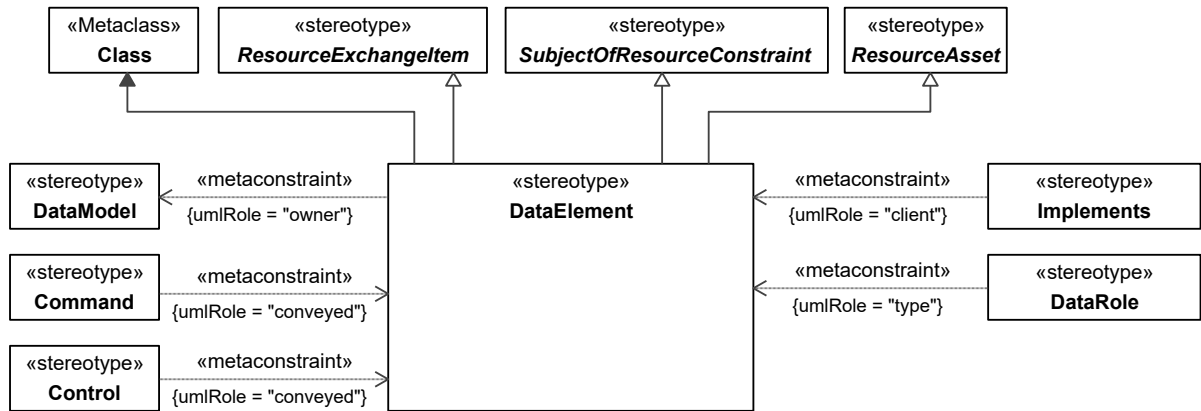 «Metaclass»
Class
«stereotype»
ResourceExchangeItem
«stereotype»
SubjectOfResourceConstraint
«stereotype»
ResourceAsset
«stereotype»
DataModel
«metaconstraint»
{umlRole = "owner"}
«stereotype»
DataElement
«metaconstraint»
{umlRole = "client"}
«stereotype»
Implements
«stereotype»
Command
«metaconstraint»
{umlRole = "conveyed"}
«metaconstraint»
{umlRole = "type"}
«stereotype»
DataRole
«stereotype»
Control
«metaconstraint»
{umlRole = "conveyed"}